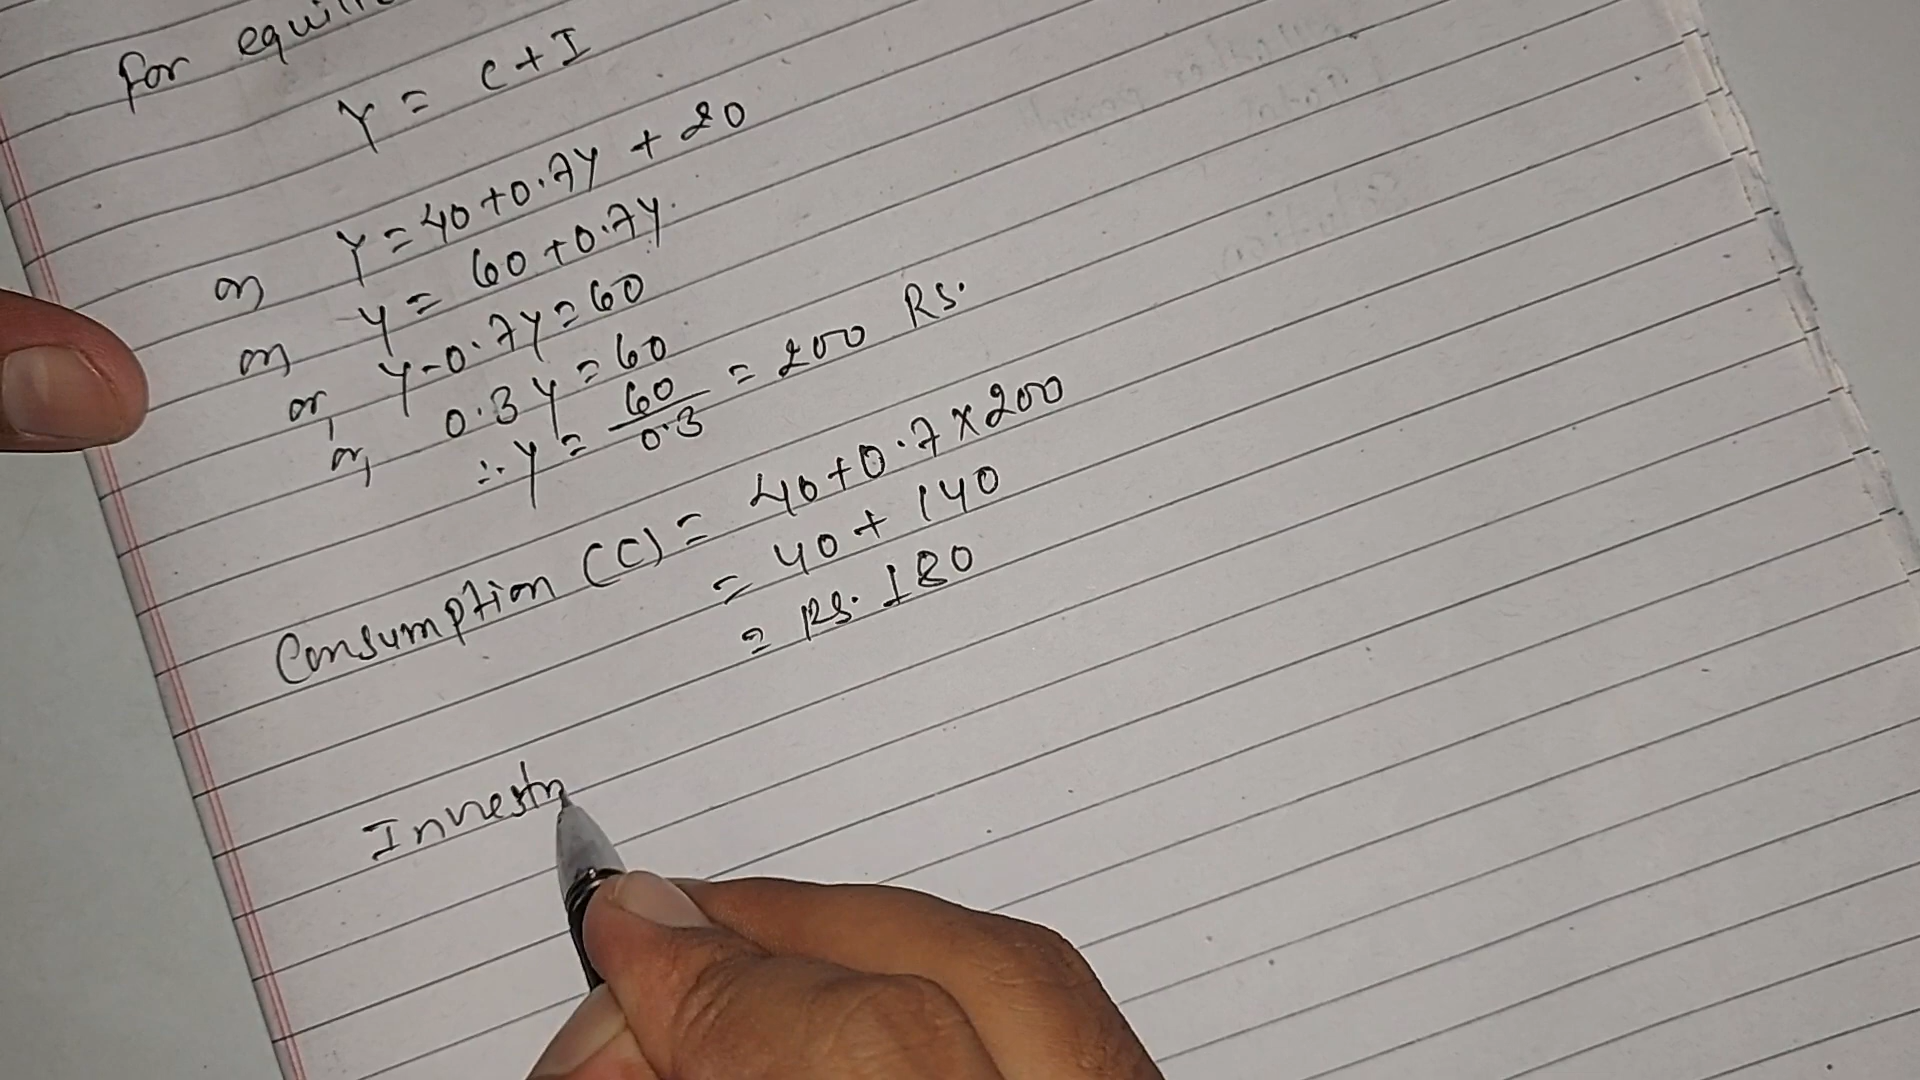 for equili
Y = C + I
or Y = 40 + 0.7Y + 20
or Y = 60 + 0.7Y.
or, Y - 0.7Y = 60
or, 0.3Y = 60
∴ Y = 60/0.3 = 200 Rs.
Consumption (C) = 40 + 0.7 × 200
= 40 + 140
= Rs. 180
Investm